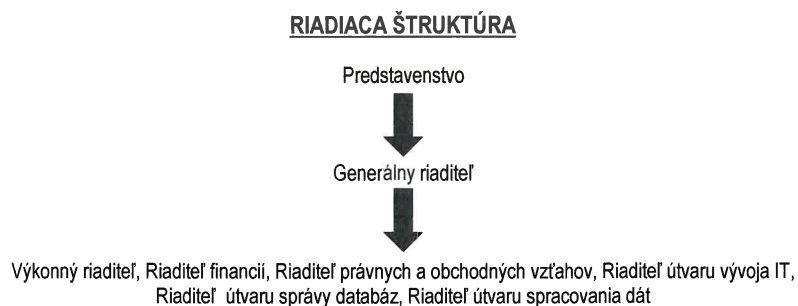 RIADIACA ŠTRUKTÚRA
Predstavenstvo
Generálny riaditeľ
Výkonný riaditeľ, Riaditeľ financií, Riaditeľ právnych a obchodných vzťahov, Riaditeľ útvaru vývoja IT,
Riaditeľ útvaru správy databáz, Riaditeľ útvaru spracovania dát